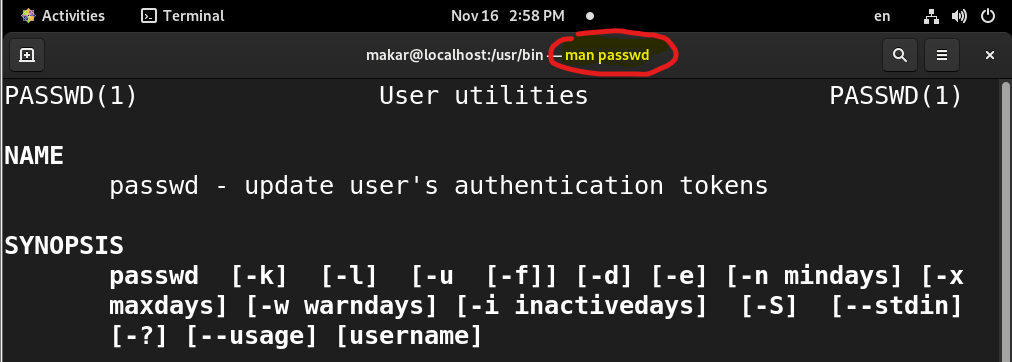 Activities Terminal Nov 16 2:58 PM en
makar@localhost:/usr/bin — man passwd
PASSWD(1) User utilities PASSWD(1)
NAME
passwd - update user's authentication tokens
SYNOPSIS
passwd [-k] [-l] [-u [-f]] [-d] [-e] [-n mindays] [-x
maxdays] [-w warndays] [-i inactivedays] [-S] [--stdin]
[-?] [--usage] [username]